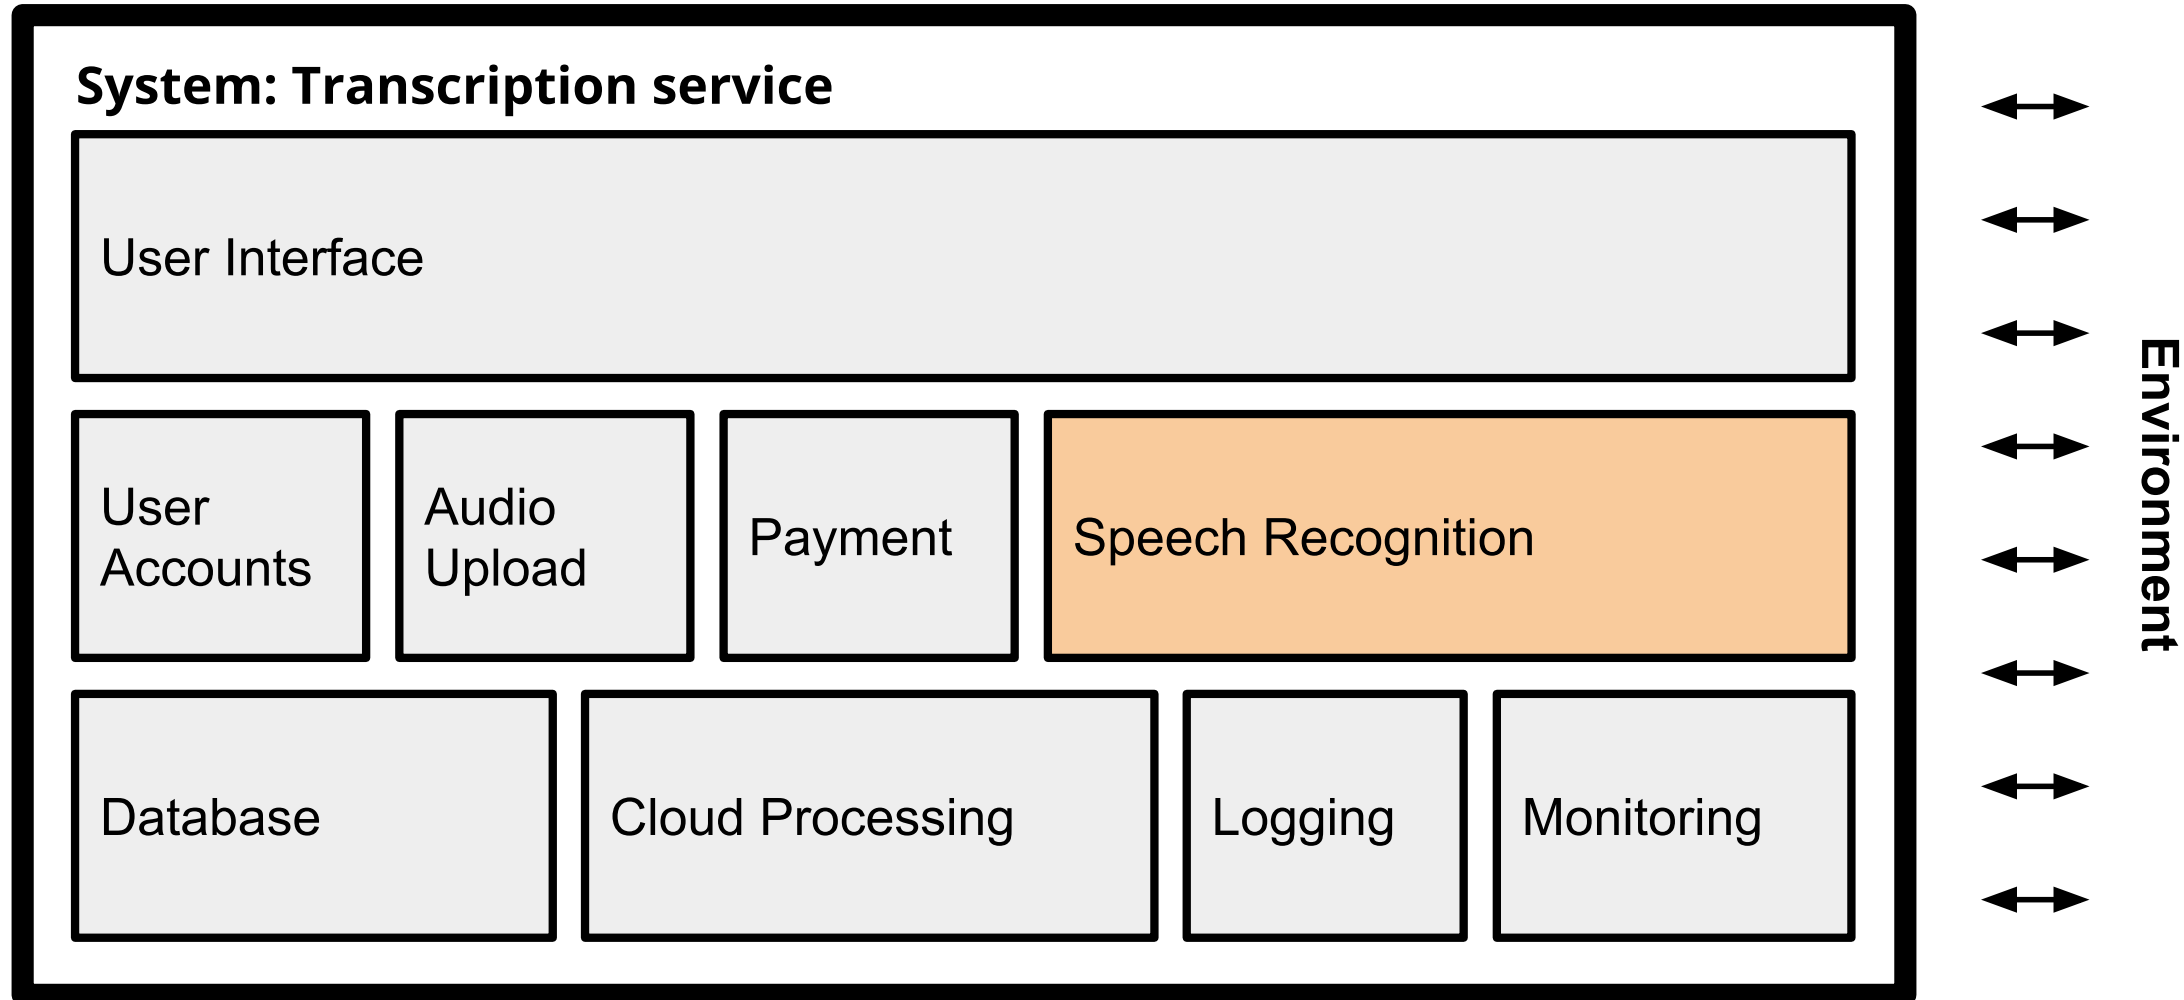 System: Transcription service
User Interface
User
Accounts
Audio
Upload
Payment
Speech Recognition
Database
Cloud Processing
Logging
Monitoring
Environment